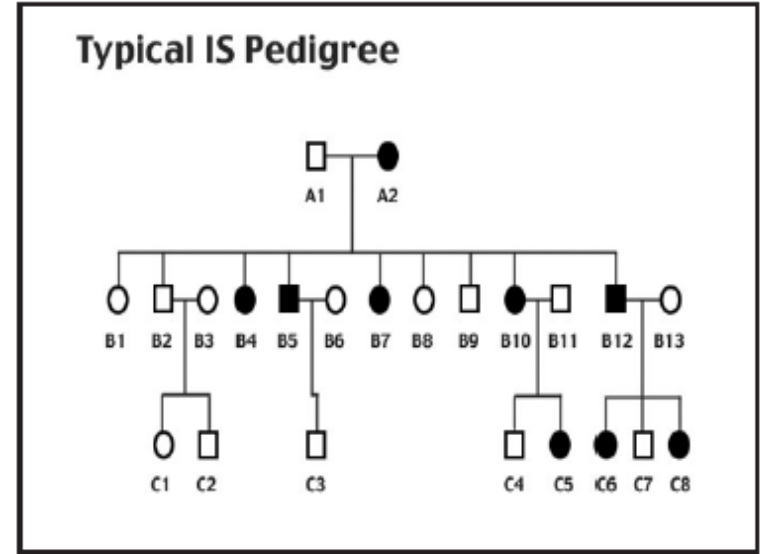 Typical IS Pedigree
A1 A2
B1 B2 B3 B4 B5 B6 B7 B8 B9 B10 B11 B12 B13
C1 C2 C3 C4 C5 C6 C7 C8